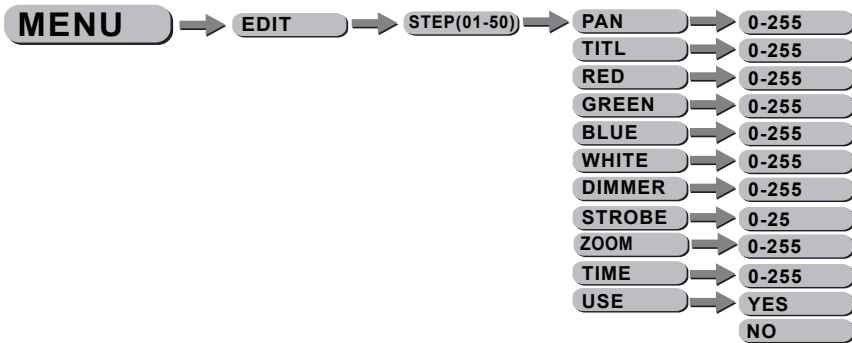 MENU EDIT STEP(01-50) PAN 0-255
TITL 0-255
RED 0-255
GREEN 0-255
BLUE 0-255
WHITE 0-255
DIMMER 0-255
STROBE 0-25
ZOOM 0-255
TIME 0-255
USE YES
NO